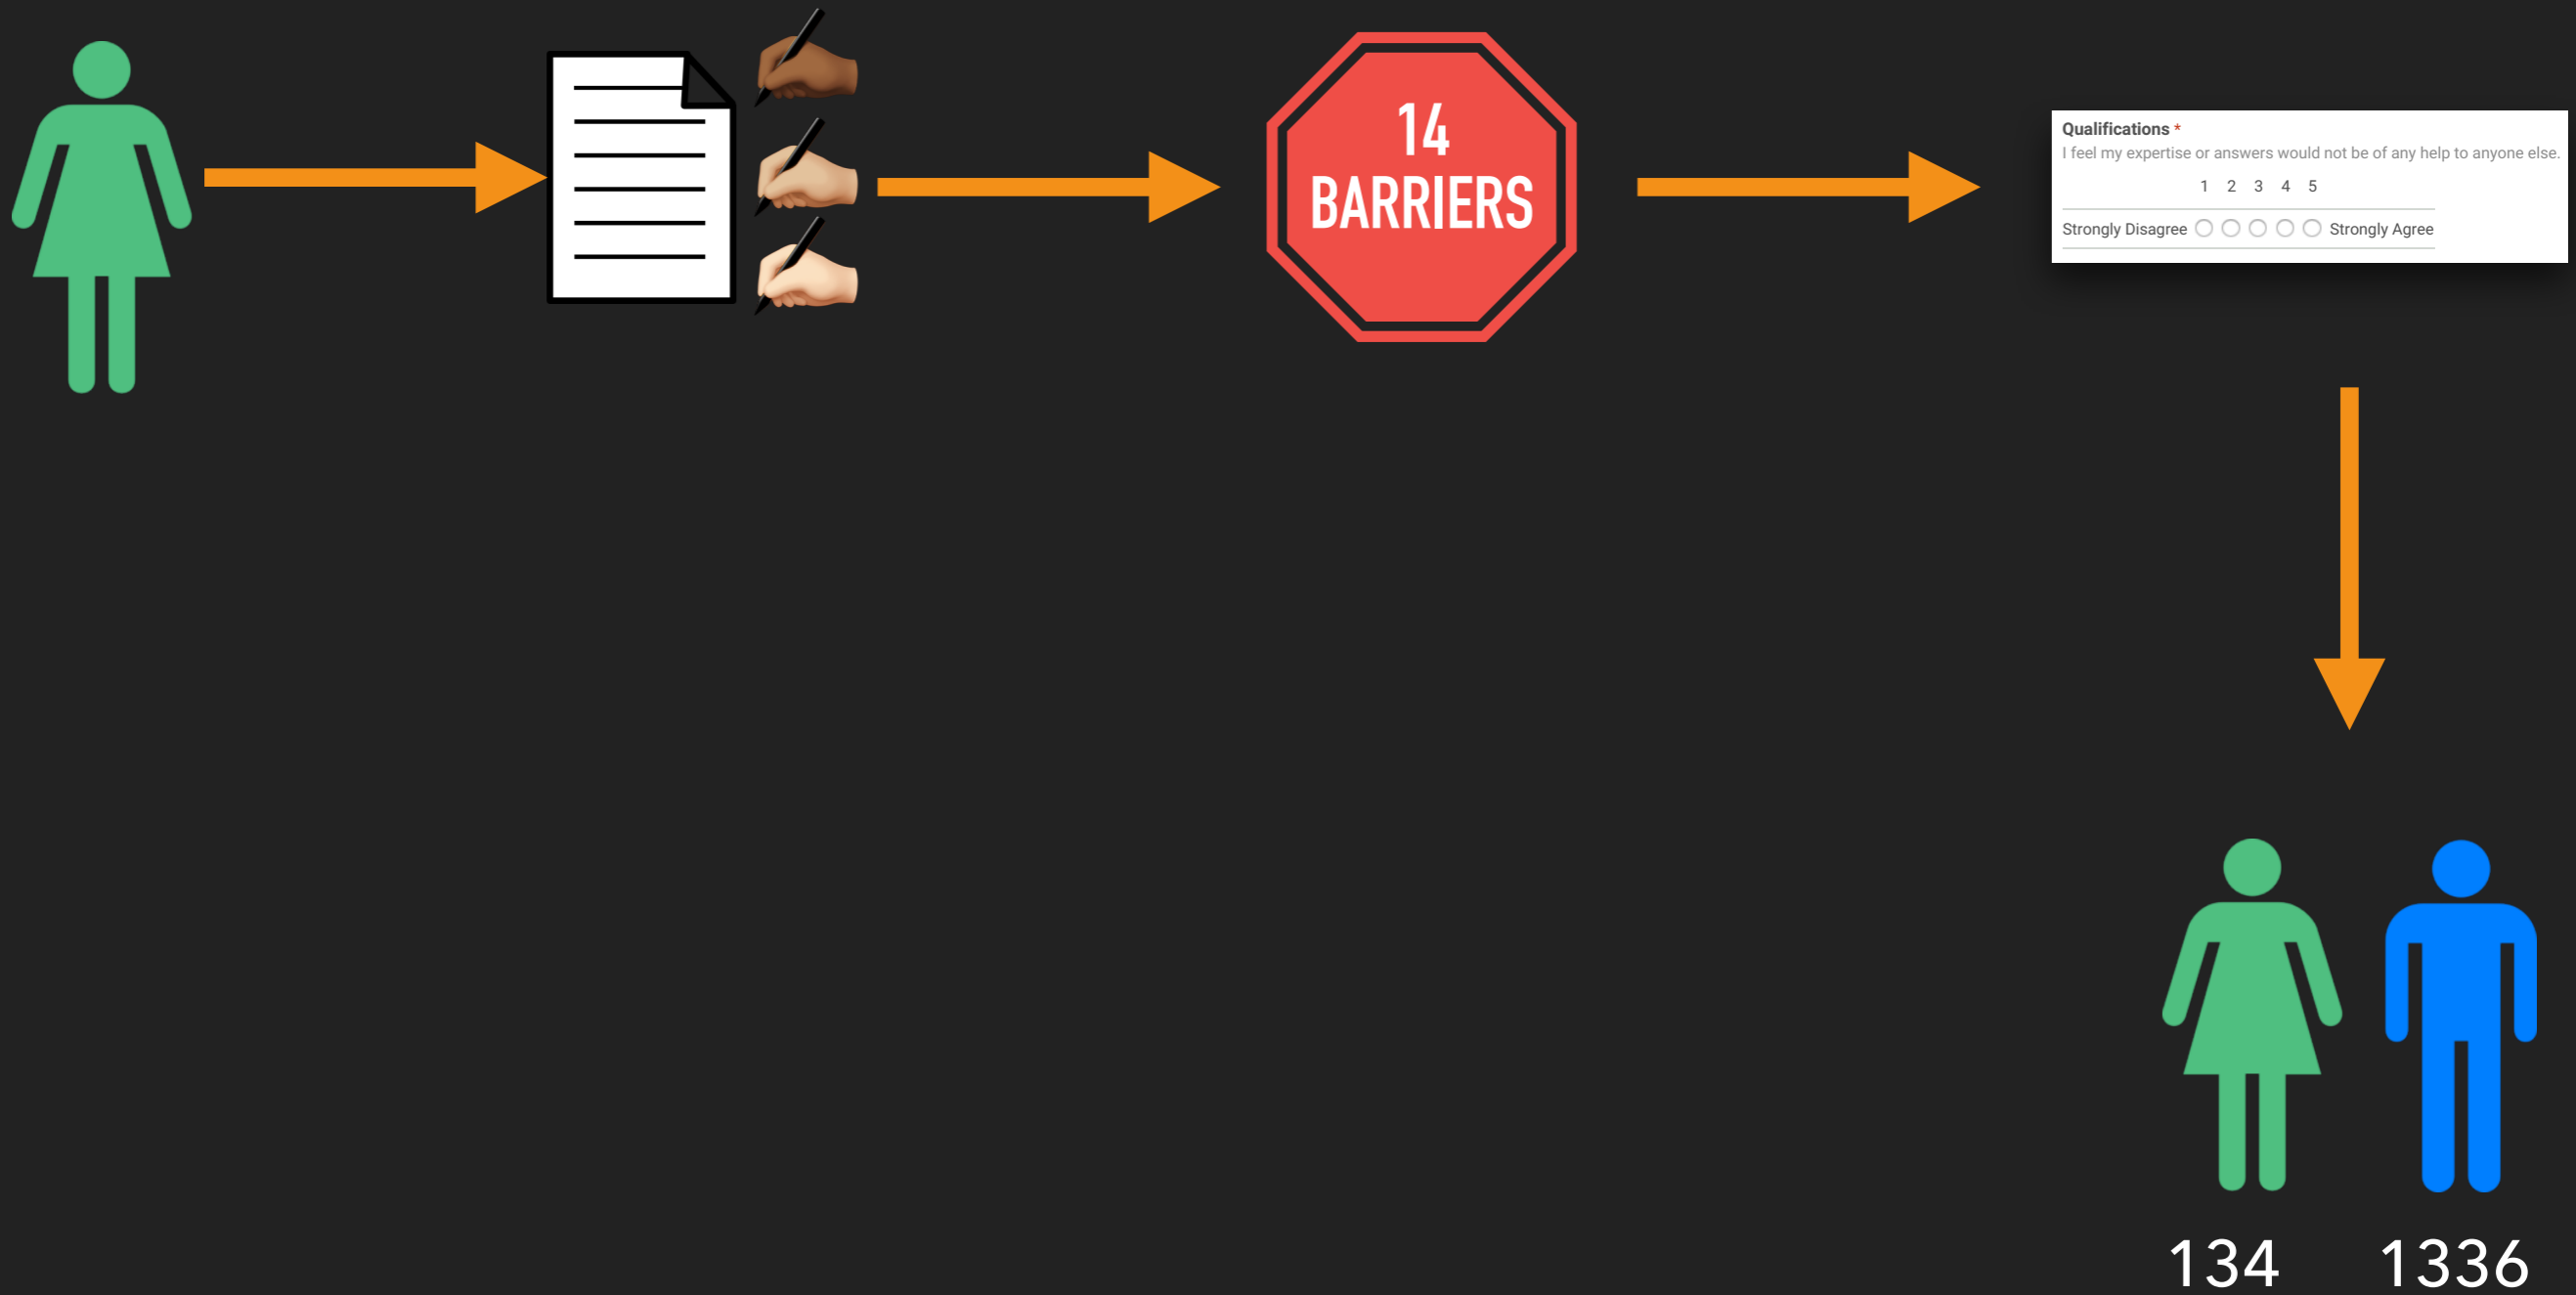 14
BARRIERS
Qualifications *
I feel my expertise or answers would not be of any help to anyone else.
1 2 3 4 5
Strongly Disagree Strongly Agree
134 1336